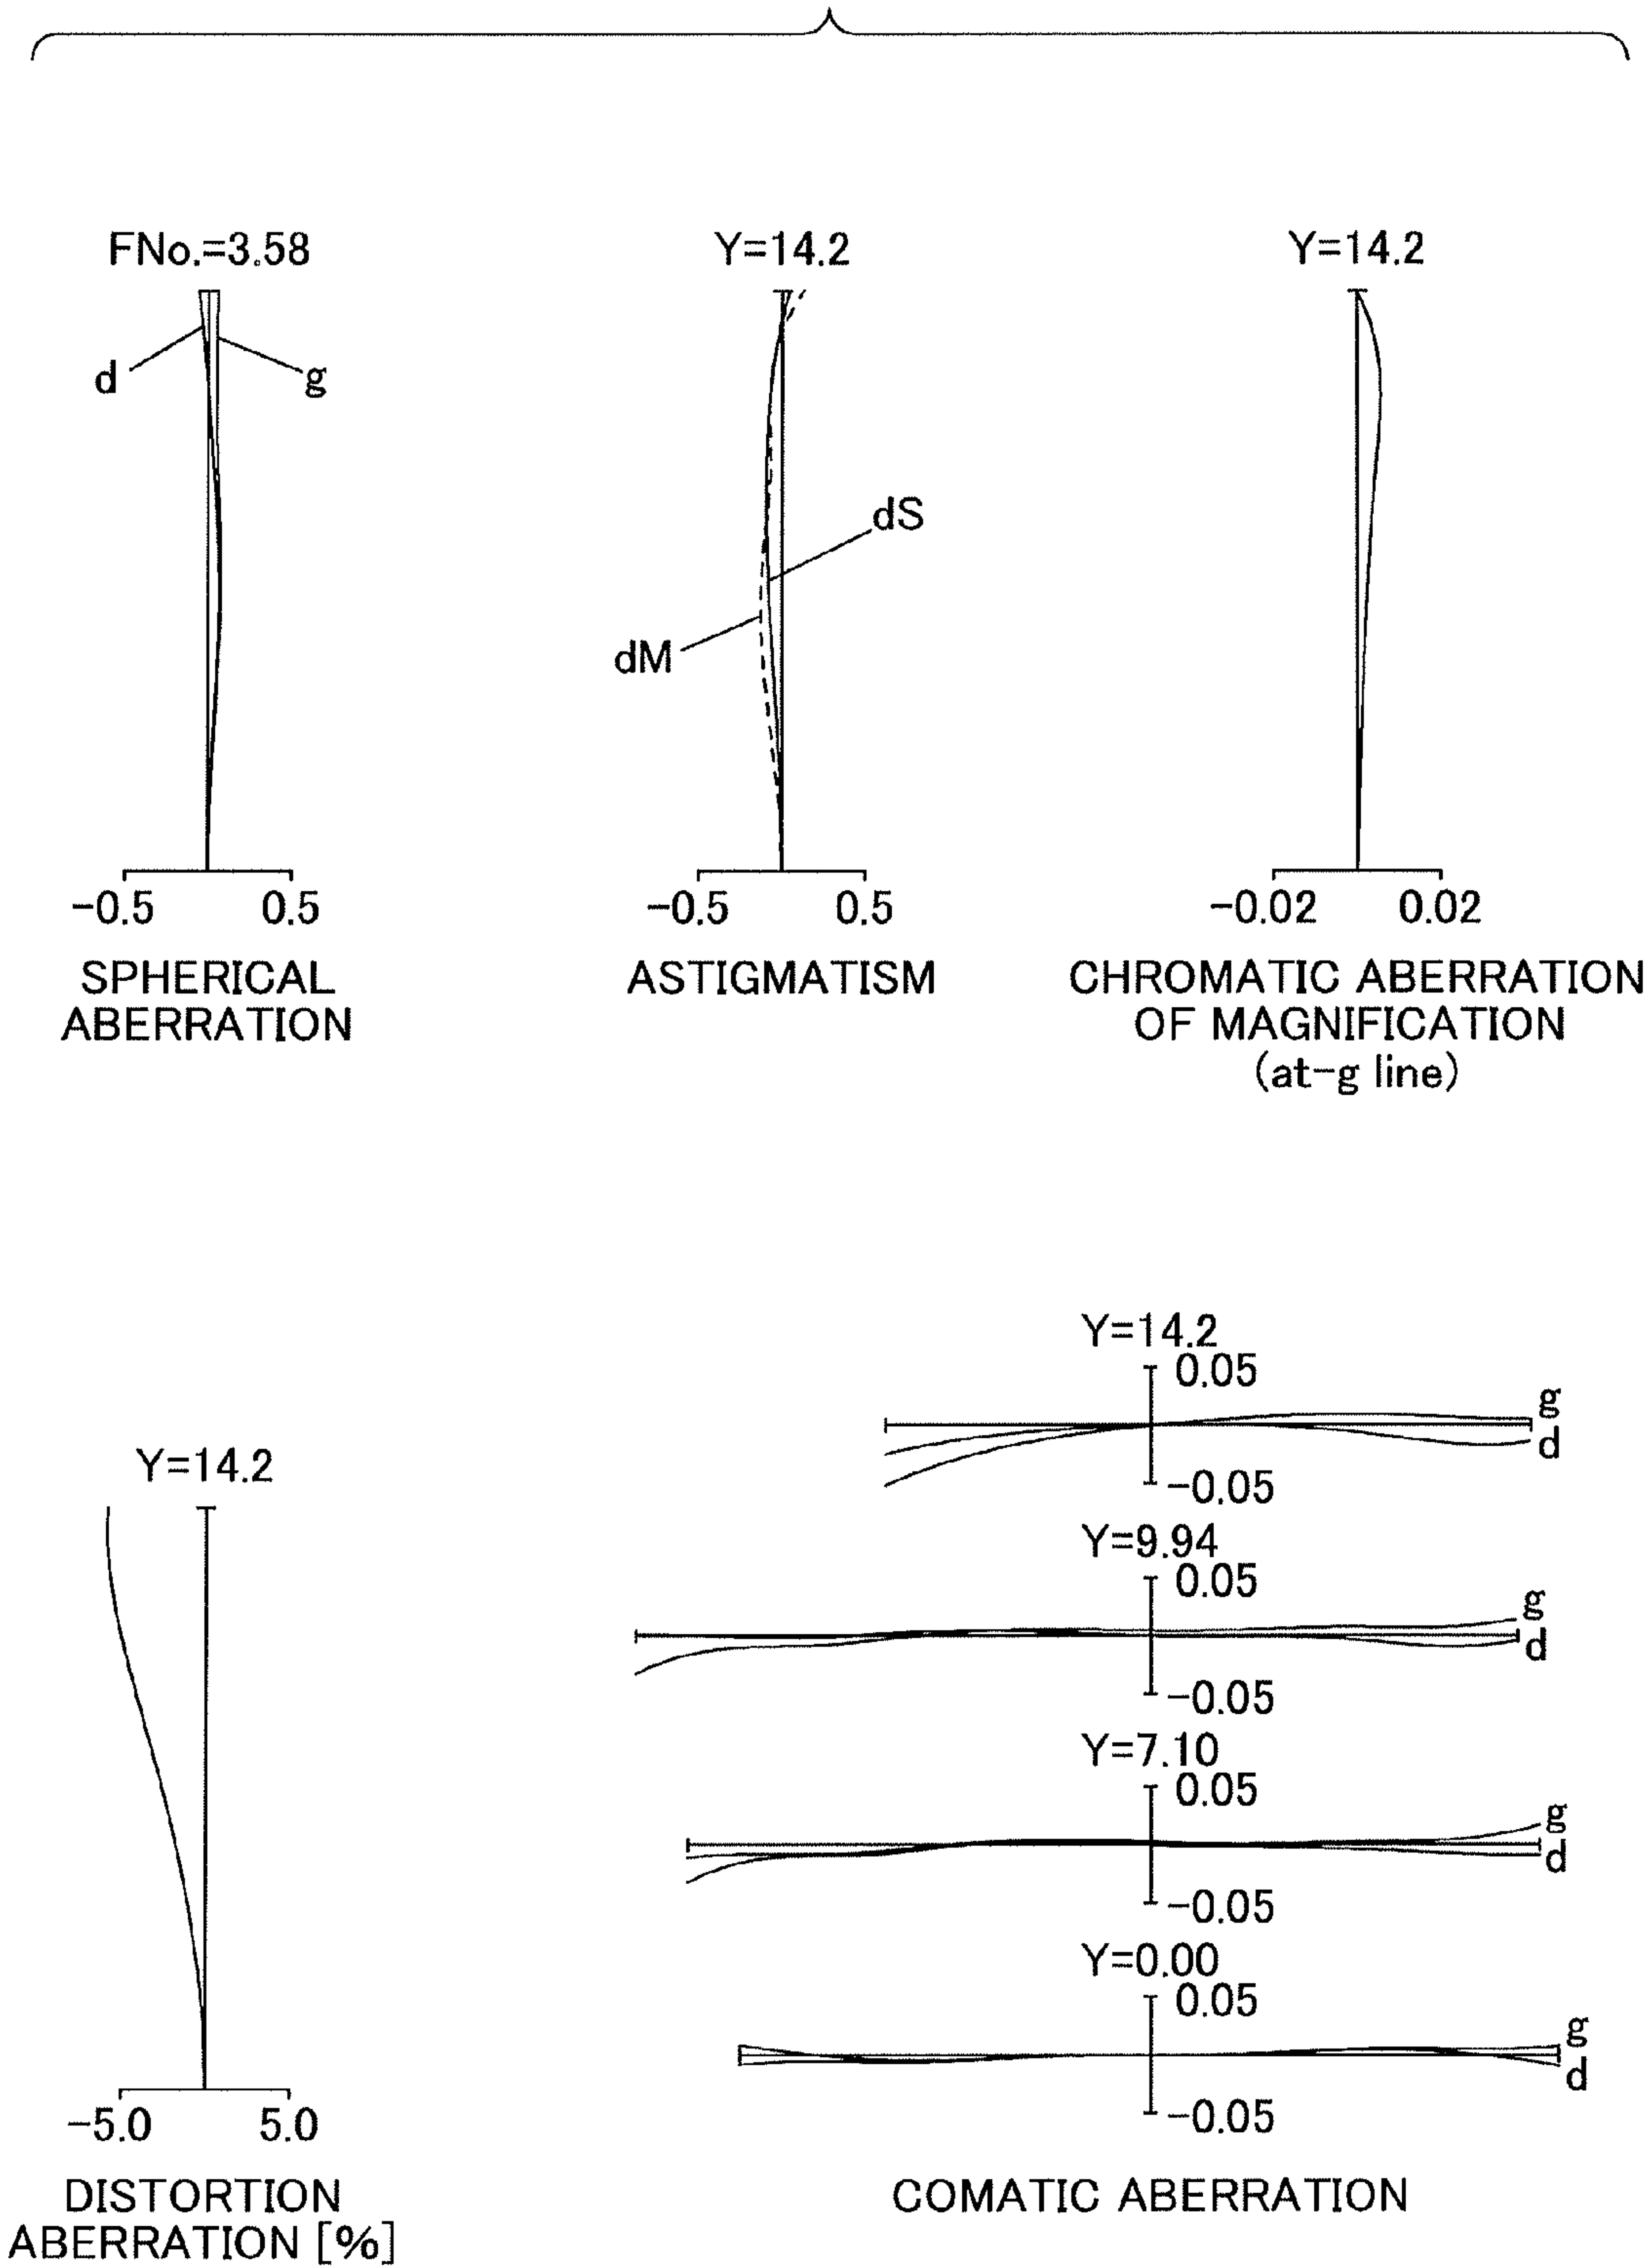 FNo.=3.58
d
g
-0.5
0.5
SPHERICAL
ABERRATION
Y=14.2
dS
dM
-0.5
0.5
ASTIGMATISM
Y=14.2
-0.02
0.02
CHROMATIC ABERRATION
OF MAGNIFICATION
(at-g line)
Y=14.2
-5.0
5.0
DISTORTION
ABERRATION [%]
Y=14.2
0.05
g
d
-0.05
Y=9.94
0.05
g
d
-0.05
Y=7.10
0.05
g
d
-0.05
Y=0.00
0.05
g
d
-0.05
COMATIC ABERRATION